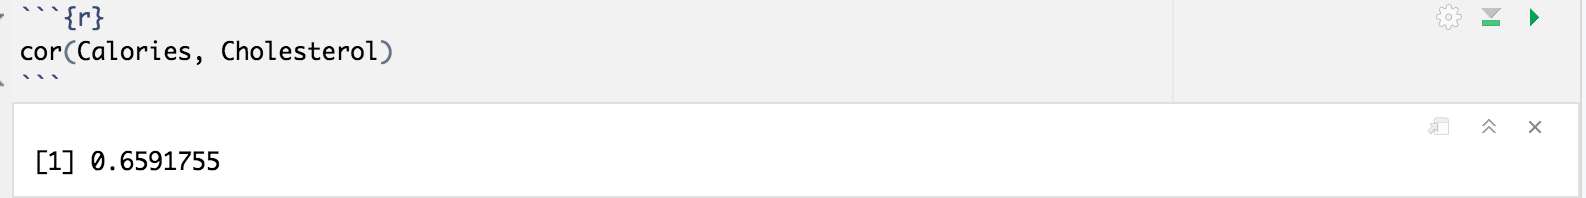 ```{r}
cor(Calories, Cholesterol)
```
[1] 0.6591755